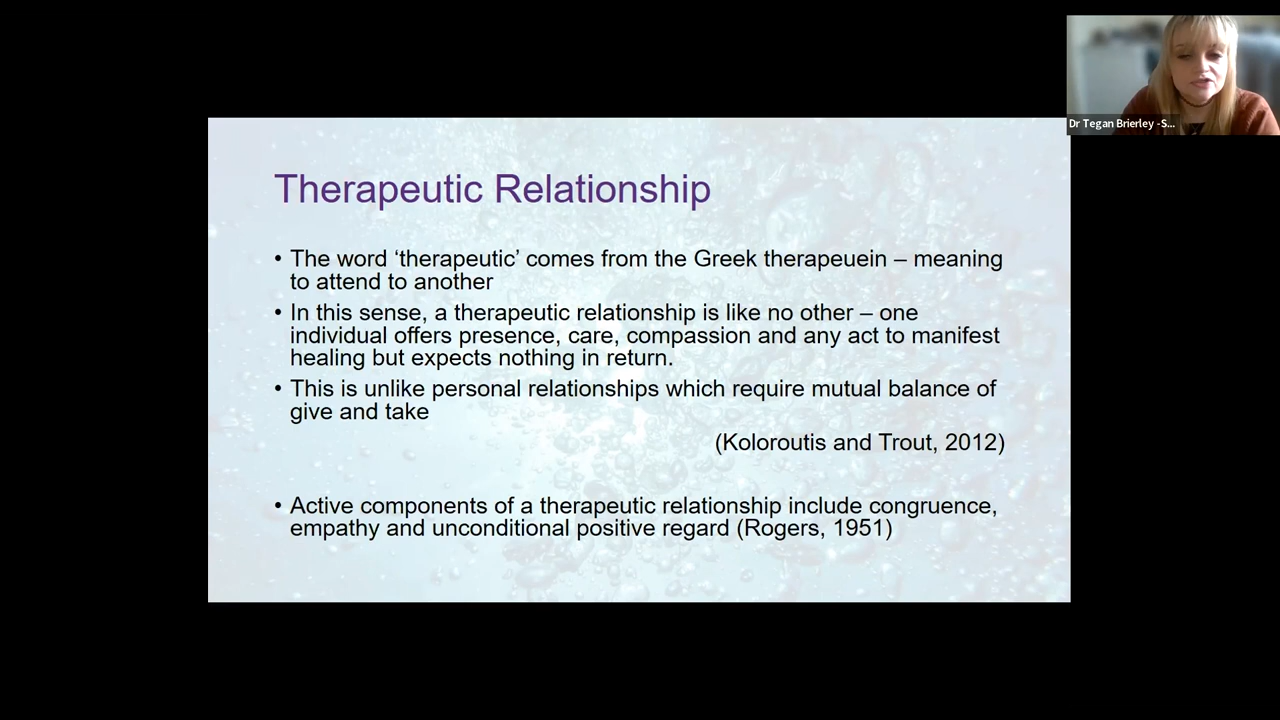 Therapeutic Relationship
• The word ‘therapeutic’ comes from the Greek therapeuein – meaning
to attend to another
• In this sense, a therapeutic relationship is like no other – one
individual offers presence, care, compassion and any act to manifest
healing but expects nothing in return.
• This is unlike personal relationships which require mutual balance of
give and take
(Koloroutis and Trout, 2012)
• Active components of a therapeutic relationship include congruence,
empathy and unconditional positive regard (Rogers, 1951)
Dr Tegan Brierley -S...